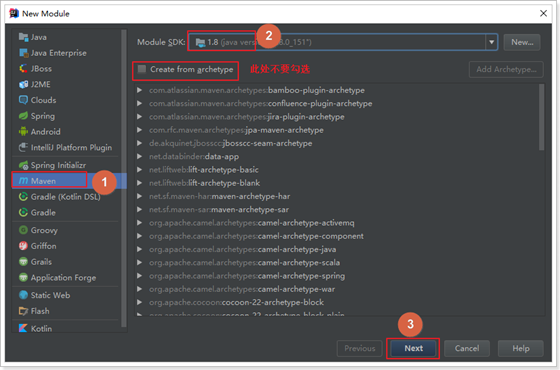 New Module
Java
Java Enterprise
JBoss
J2ME
Clouds
Spring
Android
IntelliJ Platform Plugin
Spring Initializr
Maven
Gradle (Kotlin DSL)
Gradle
Groovy
Griffon
Grails
Application Forge
Static Web
Flash
Kotlin
1
Module SDK:
1.8 (java version
8.0_151")
2
New...
Create from archetype
此处不要勾选
Add Archetype...
com.atlassian.maven.archetypes:bamboo-plugin-archetype
com.atlassian.maven.archetypes:confluence-plugin-archetype
com.atlassian.maven.archetypes:jira-plugin-archetype
com.rfc.maven.archetypes:jpa-maven-archetype
de.akquinet.jbosscc:jbosscc-seam-archetype
net.databinder:data-app
net.liftweb:lift-archetype-basic
net.liftweb:lift-archetype-blank
net.sf.maven-har:maven-archetype-har
net.sf.maven-sar:maven-archetype-sar
org.apache.camel.archetypes:camel-archetype-activemq
org.apache.camel.archetypes:camel-archetype-component
org.apache.camel.archetypes:camel-archetype-java
org.apache.camel.archetypes:camel-archetype-scala
org.apache.camel.archetypes:camel-archetype-spring
org.apache.camel.archetypes:camel-archetype-war
org.apache.cocoon:cocoon-22-archetype-block
3
Previous
Next
Cancel
Help